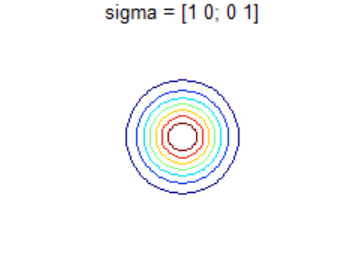 sigma = [1 0; 0 1]